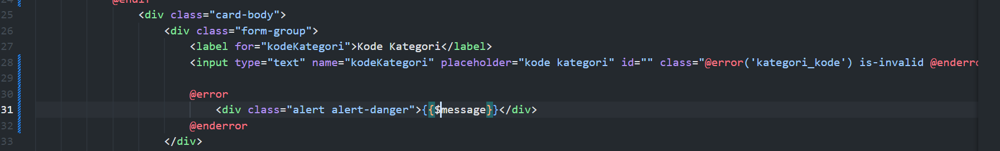 24 @endif
25 <div class="card-body">
26 <div class="form-group">
27 <label for="kodeKategori">Kode Kategori</label>
28 <input type="text" name="kodeKategori" placeholder="kode kategori" id="" class="@error('kategori_kode') is-invalid @enderro
29
30 @error
31 <div class="alert alert-danger">{{$message}}</div>
32 @enderror
33 </div>